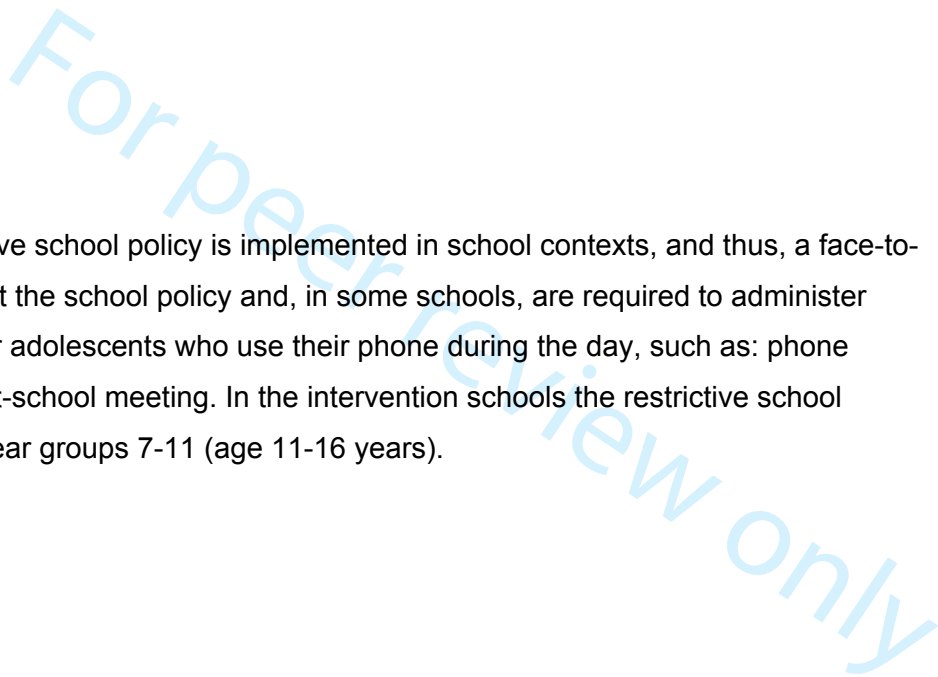 For peer review only
ve school policy is implemented in school contexts, and thus, a face-to-
t the school policy and, in some schools, are required to administer
r adolescents who use their phone during the day, such as: phone
t-school meeting. In the intervention schools the restrictive school
ear groups 7-11 (age 11-16 years).